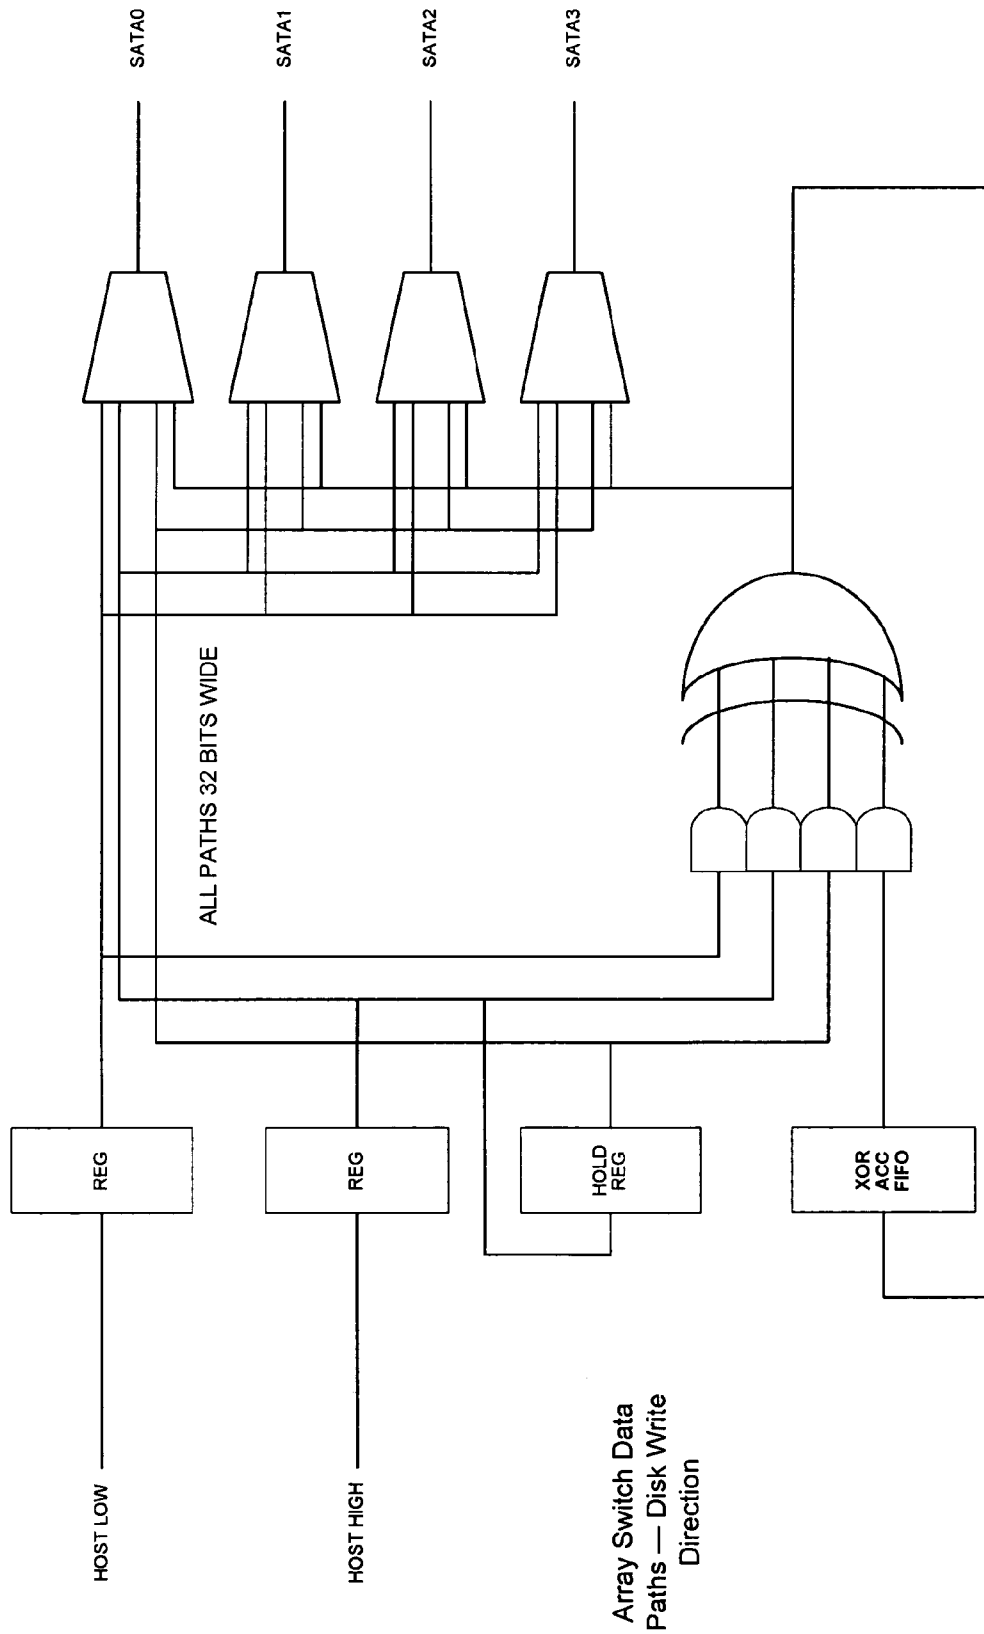 HOST LOW
HOST HIGH
Array Switch Data
Paths — Disk Write
Direction
REG
REG
HOLD
REG
XOR
ACC
FIFO
ALL PATHS 32 BITS WIDE
SATA0
SATA1
SATA2
SATA3